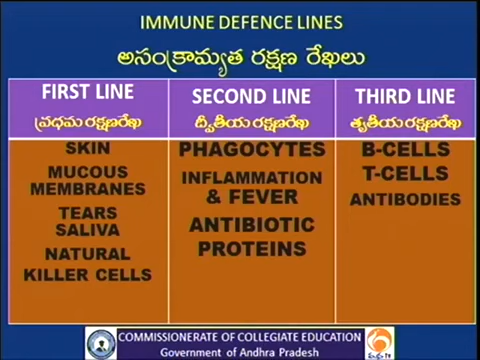 IMMUNE DEFENCE LINES
అసంక్రామ్యత రక్షణ రేఖలు
FIRST LINE
ప్రధమ రక్షణరేఖ
SKIN
MUCOUS
MEMBRANES
TEARS
SALIVA
NATURAL
KILLER CELLS
SECOND LINE
ద్వితీయ రక్షణరేఖ
PHAGOCYTES
INFLAMMATION
& FEVER
ANTIBIOTIC
PROTEINS
THIRD LINE
తృతీయ రక్షణరేఖ
B-CELLS
T-CELLS
ANTIBODIES
COMMISSIONERATE OF COLLEGIATE EDUCATION
Government of Andhra Pradesh